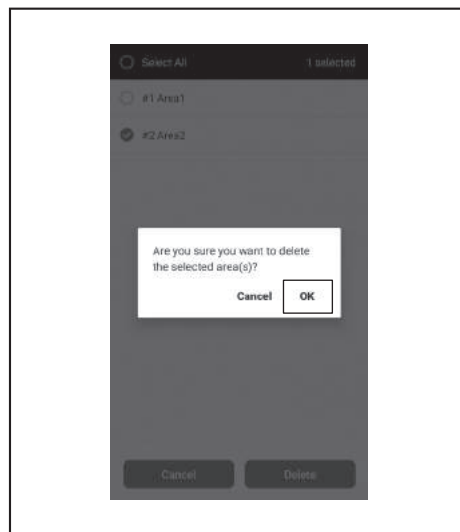 Select All 1 selected
#1 Area1
#2 Area2
Are you sure you want to delete
the selected area(s)?
Cancel OK
Cancel Delete